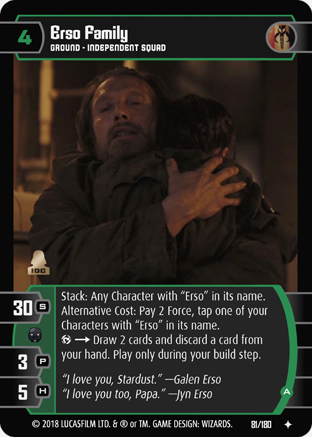 4
Erso Family
GROUND • INDEPENDENT SQUAD
IDC
30 S
3 P
5 H
Stack: Any Character with “Erso” in its name.
Alternative Cost: Pay 2 Force, tap one of your
Characters with “Erso” in its name.
→ Draw 2 cards and discard a card from
your hand. Play only during your build step.
“I love you, Stardust.” —Galen Erso
“I love you too, Papa.” —Jyn Erso
A
© 2018 LUCASFILM LTD. & ® or TM. GAME DESIGN: WIZARDS.
81/180